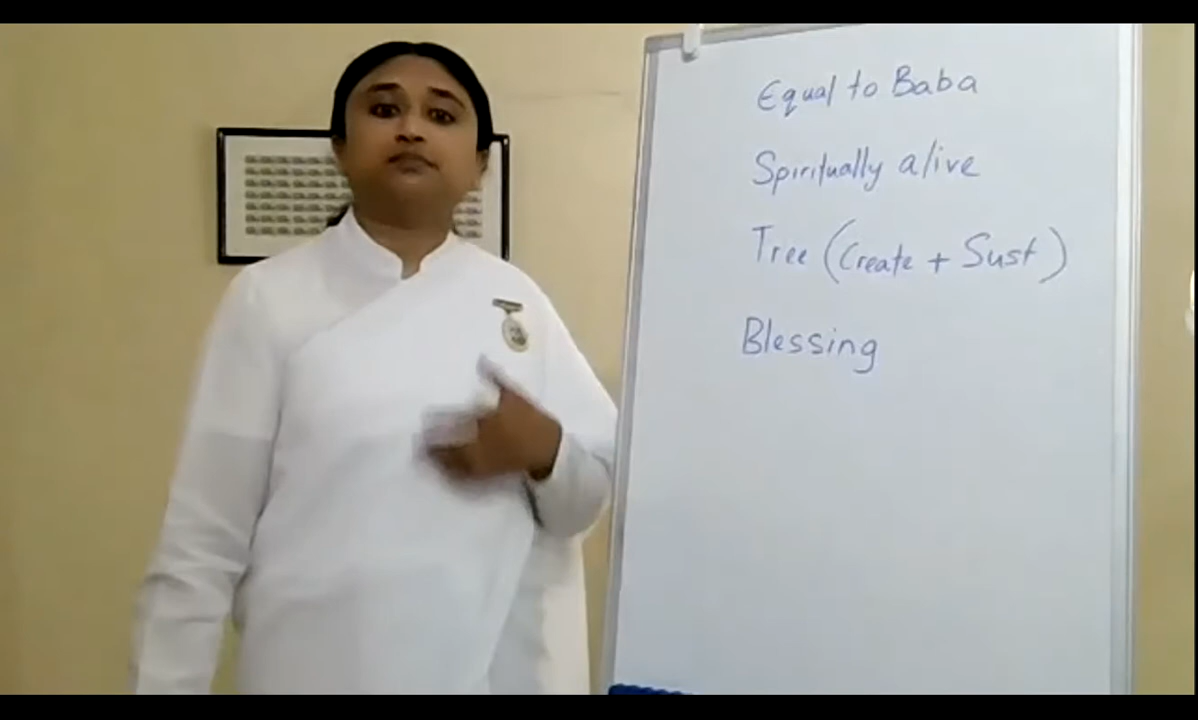 Equal to Baba
Spiritually alive
Tree (Create + Sust)
Blessing